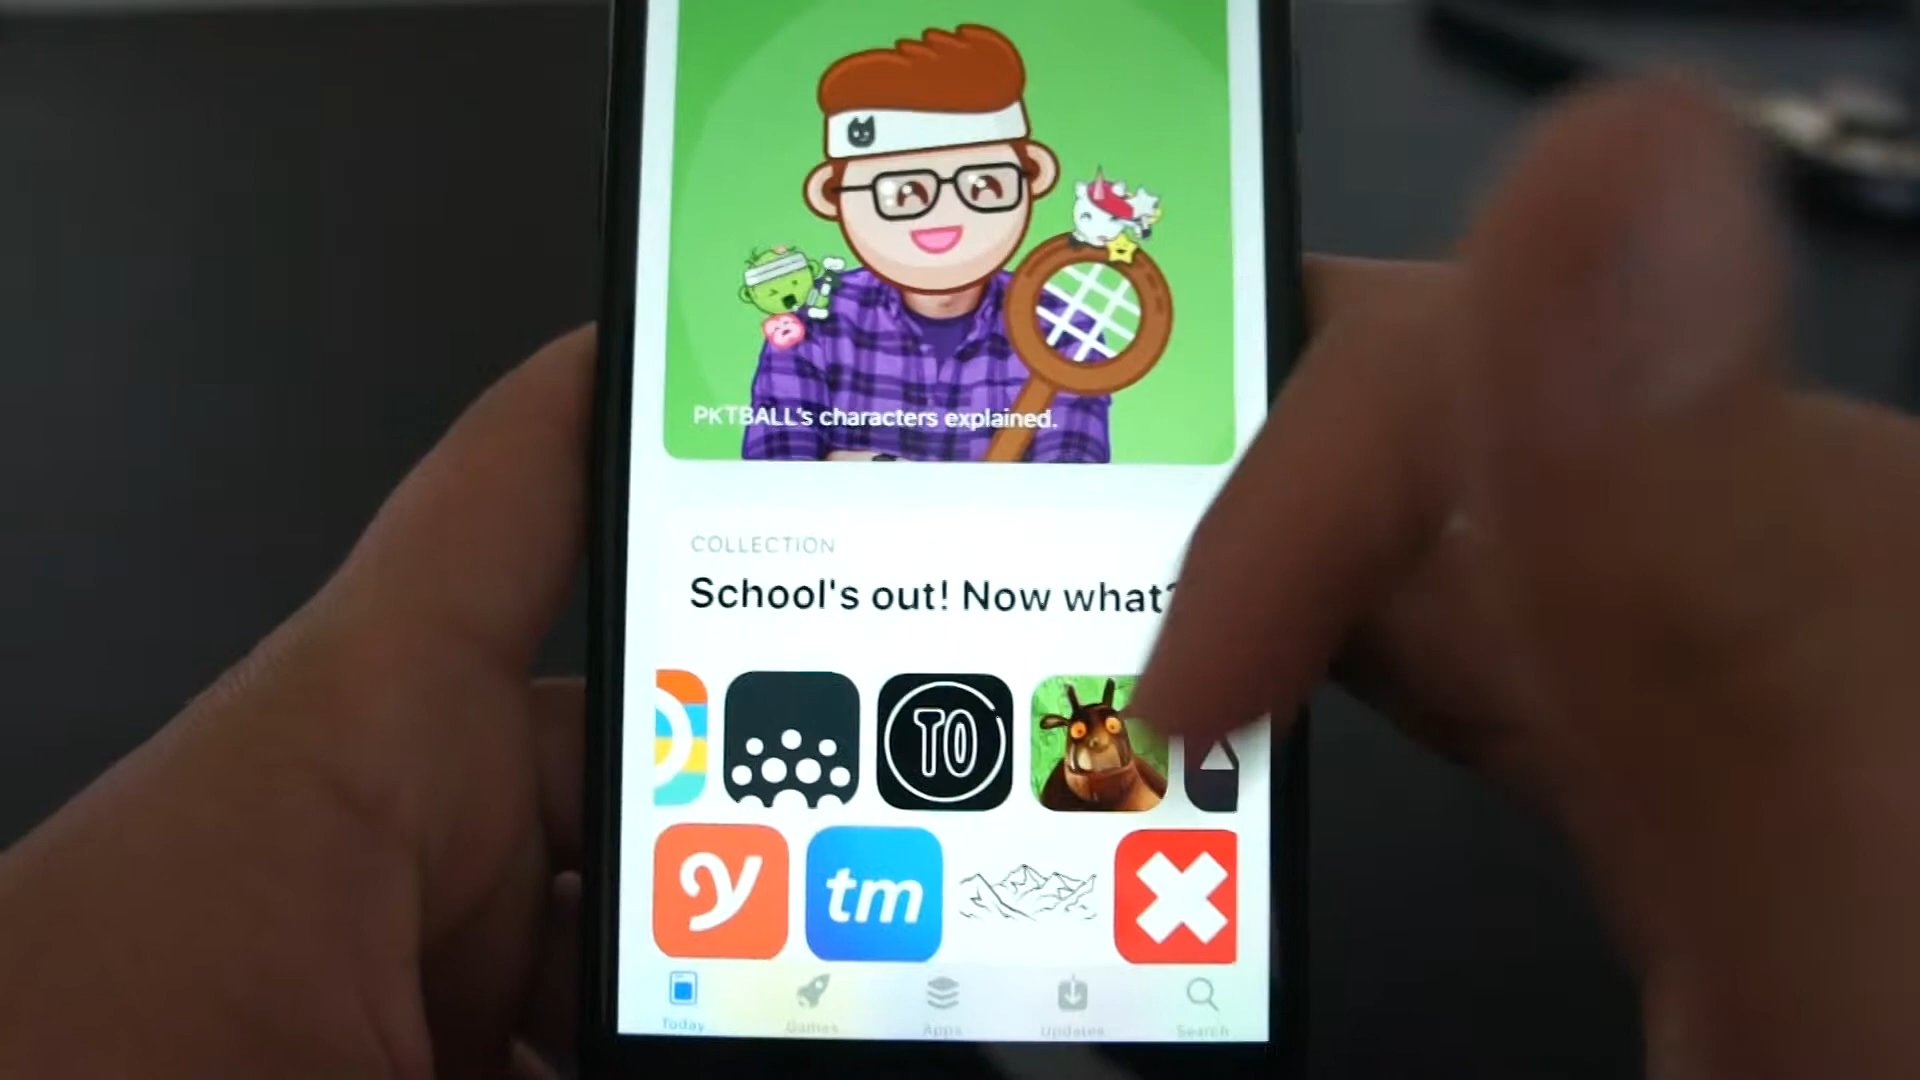 PKTBALL's characters explained.
COLLECTION
School's out! Now what?
TO
y
tm
Today
Games
Apps
Updates
Search